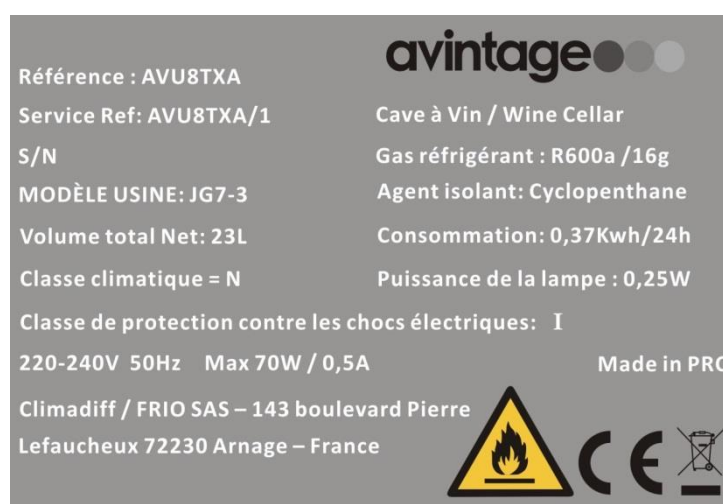 avintage
Référence : AVU8TXA
Service Ref: AVU8TXA/1
Cave à Vin / Wine Cellar
S/N
Gas réfrigérant : R600a /16g
MODÈLE USINE: JG7-3
Agent isolant: Cyclopenthane
Volume total Net: 23L
Consommation: 0,37Kwh/24h
Classe climatique = N
Puissance de la lampe : 0,25W
Classe de protection contre les chocs électriques: I
220-240V 50Hz Max 70W / 0,5A
Made in PRC
Climadiff / FRIO SAS – 143 boulevard Pierre
Lefaucheux 72230 Arnage – France
CE